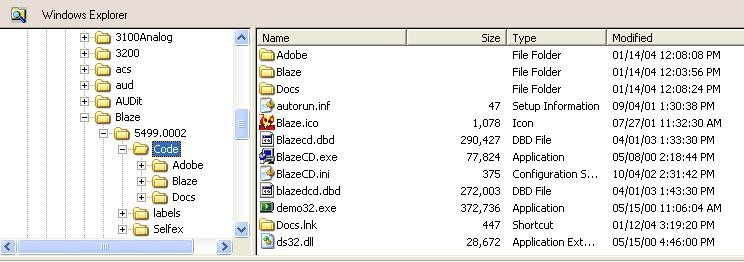 Windows Explorer
3100Analog
3200
acs
aud
AUDit
Blaze
5499.0002
Code
Adobe
Blaze
Docs
labels
Selfex
Name Size Type Modified
Adobe File Folder 01/14/04 12:08:08 PM
Blaze File Folder 01/14/04 12:03:56 PM
Docs File Folder 01/14/04 12:08:24 PM
autorun.inf 47 Setup Information 09/04/01 1:30:38 PM
Blaze.ico 1,078 Icon 07/27/01 11:32:30 AM
Blazecd.dbd 290,427 DBD File 04/01/03 1:33:30 PM
BlazeCD.exe 77,824 Application 05/08/00 2:18:44 PM
BlazeCD.ini 375 Configuration S... 10/04/02 2:31:42 PM
blazedcd.dbd 272,003 DBD File 04/01/03 1:43:30 PM
demo32.exe 372,736 Application 05/15/00 11:06:04 AM
Docs.lnk 447 Shortcut 01/12/04 3:19:20 PM
ds32.dll 28,672 Application Ext... 05/15/00 4:46:00 PM